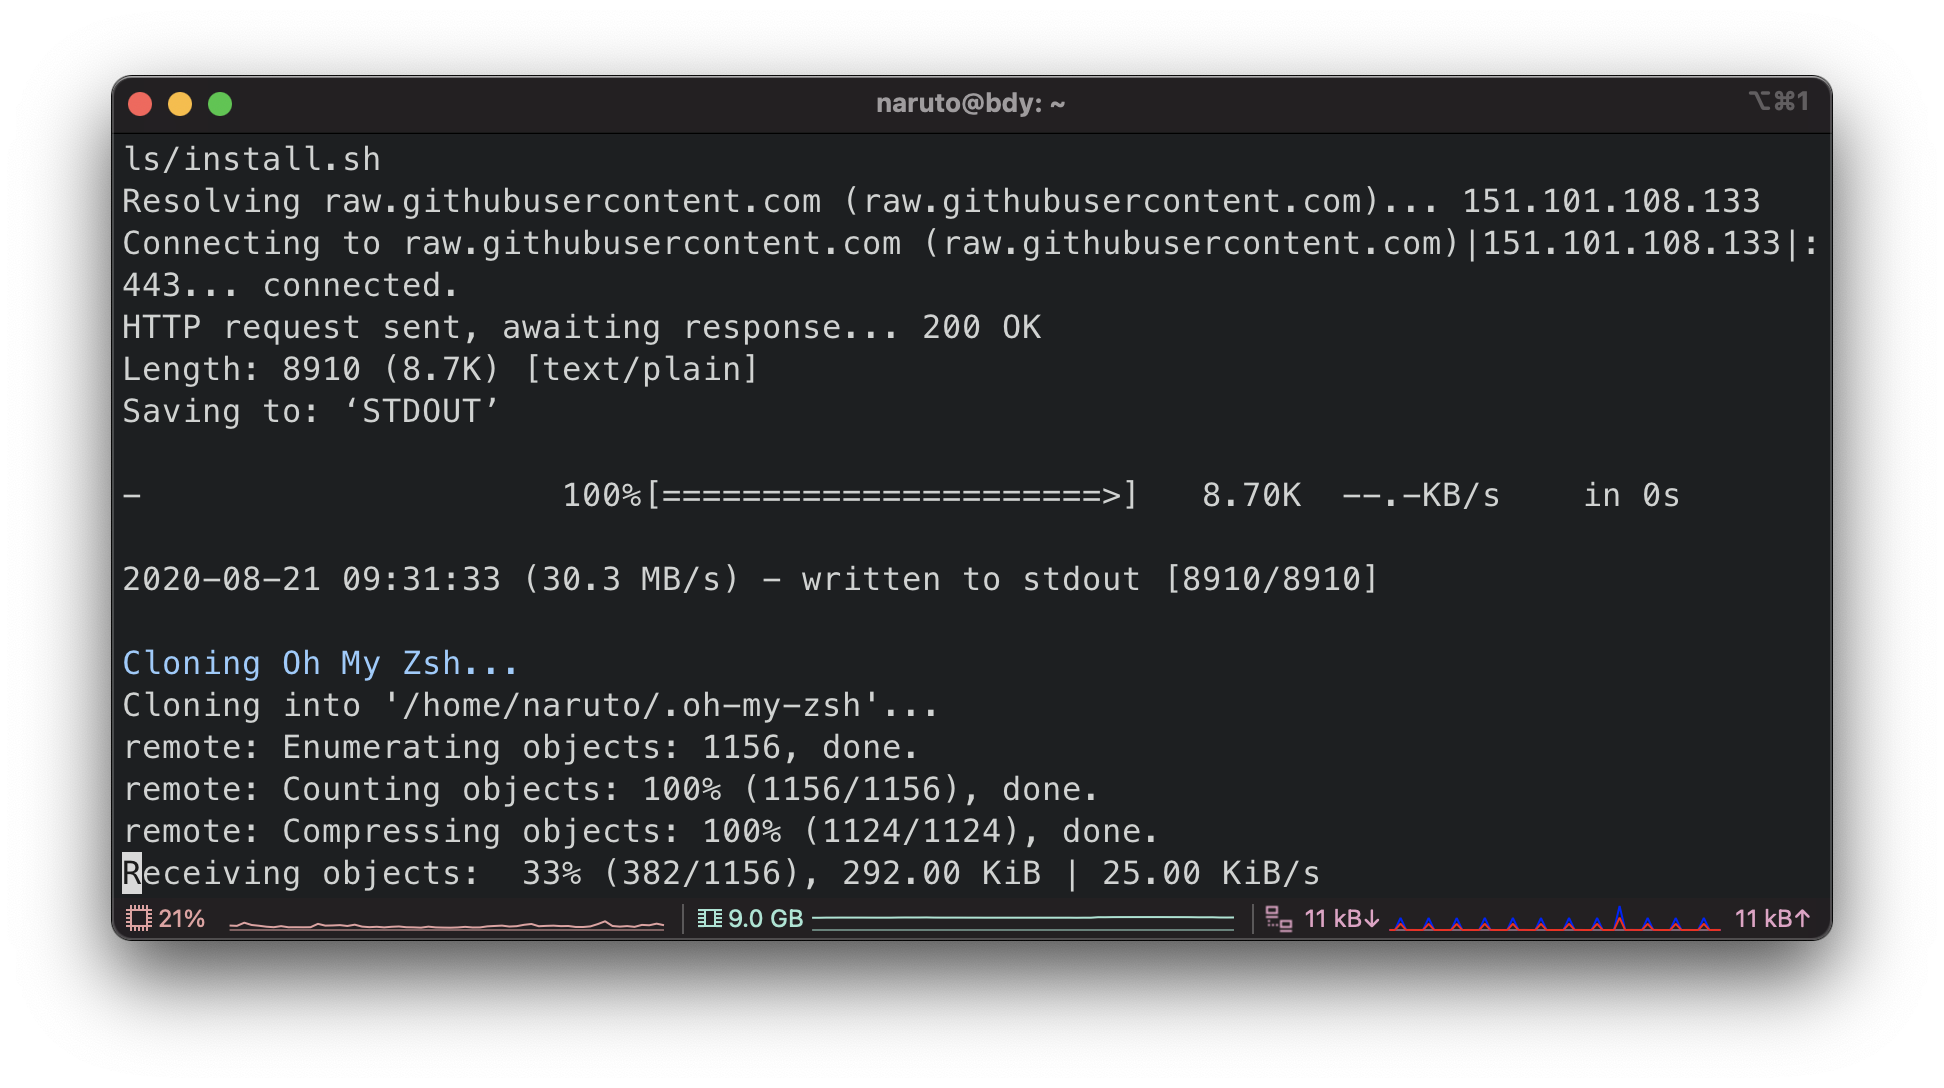 naruto@bdy: ~
⌥⌘1
ls/install.sh
Resolving raw.githubusercontent.com (raw.githubusercontent.com)... 151.101.108.133
Connecting to raw.githubusercontent.com (raw.githubusercontent.com)|151.101.108.133|:
443... connected.
HTTP request sent, awaiting response... 200 OK
Length: 8910 (8.7K) [text/plain]
Saving to: ‘STDOUT’
-                     100%[======================>]   8.70K  --.-KB/s    in 0s
2020-08-21 09:31:33 (30.3 MB/s) - written to stdout [8910/8910]
Cloning Oh My Zsh...
Cloning into '/home/naruto/.oh-my-zsh'...
remote: Enumerating objects: 1156, done.
remote: Counting objects: 100% (1156/1156), done.
remote: Compressing objects: 100% (1124/1124), done.
Receiving objects:  33% (382/1156), 292.00 KiB | 25.00 KiB/s
21% 9.0 GB 11 kB↓ 11 kB↑